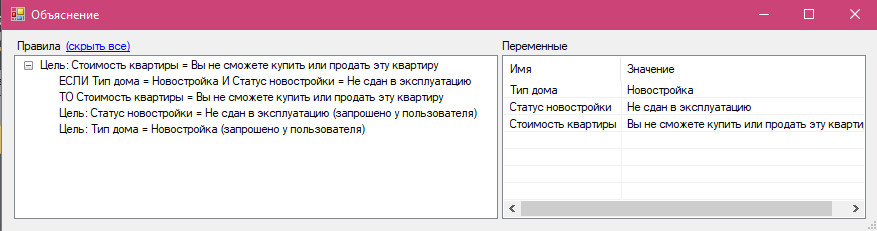 Объяснение
Правила (скрыть все)
Цель: Стоимость квартиры = Вы не сможете купить или продать эту квартиру
ЕСЛИ Тип дома = Новостройка И Статус новостройки = Не сдан в эксплуатацию
ТО Стоимость квартиры = Вы не сможете купить или продать эту квартиру
Цель: Статус новостройки = Не сдан в эксплуатацию (запрошено у пользователя)
Цель: Тип дома = Новостройка (запрошено у пользователя)
Переменные
Имя Значение
Тип дома Новостройка
Статус новостройки Не сдан в эксплуатацию
Стоимость квартиры Вы не сможете купить или продать эту кварти